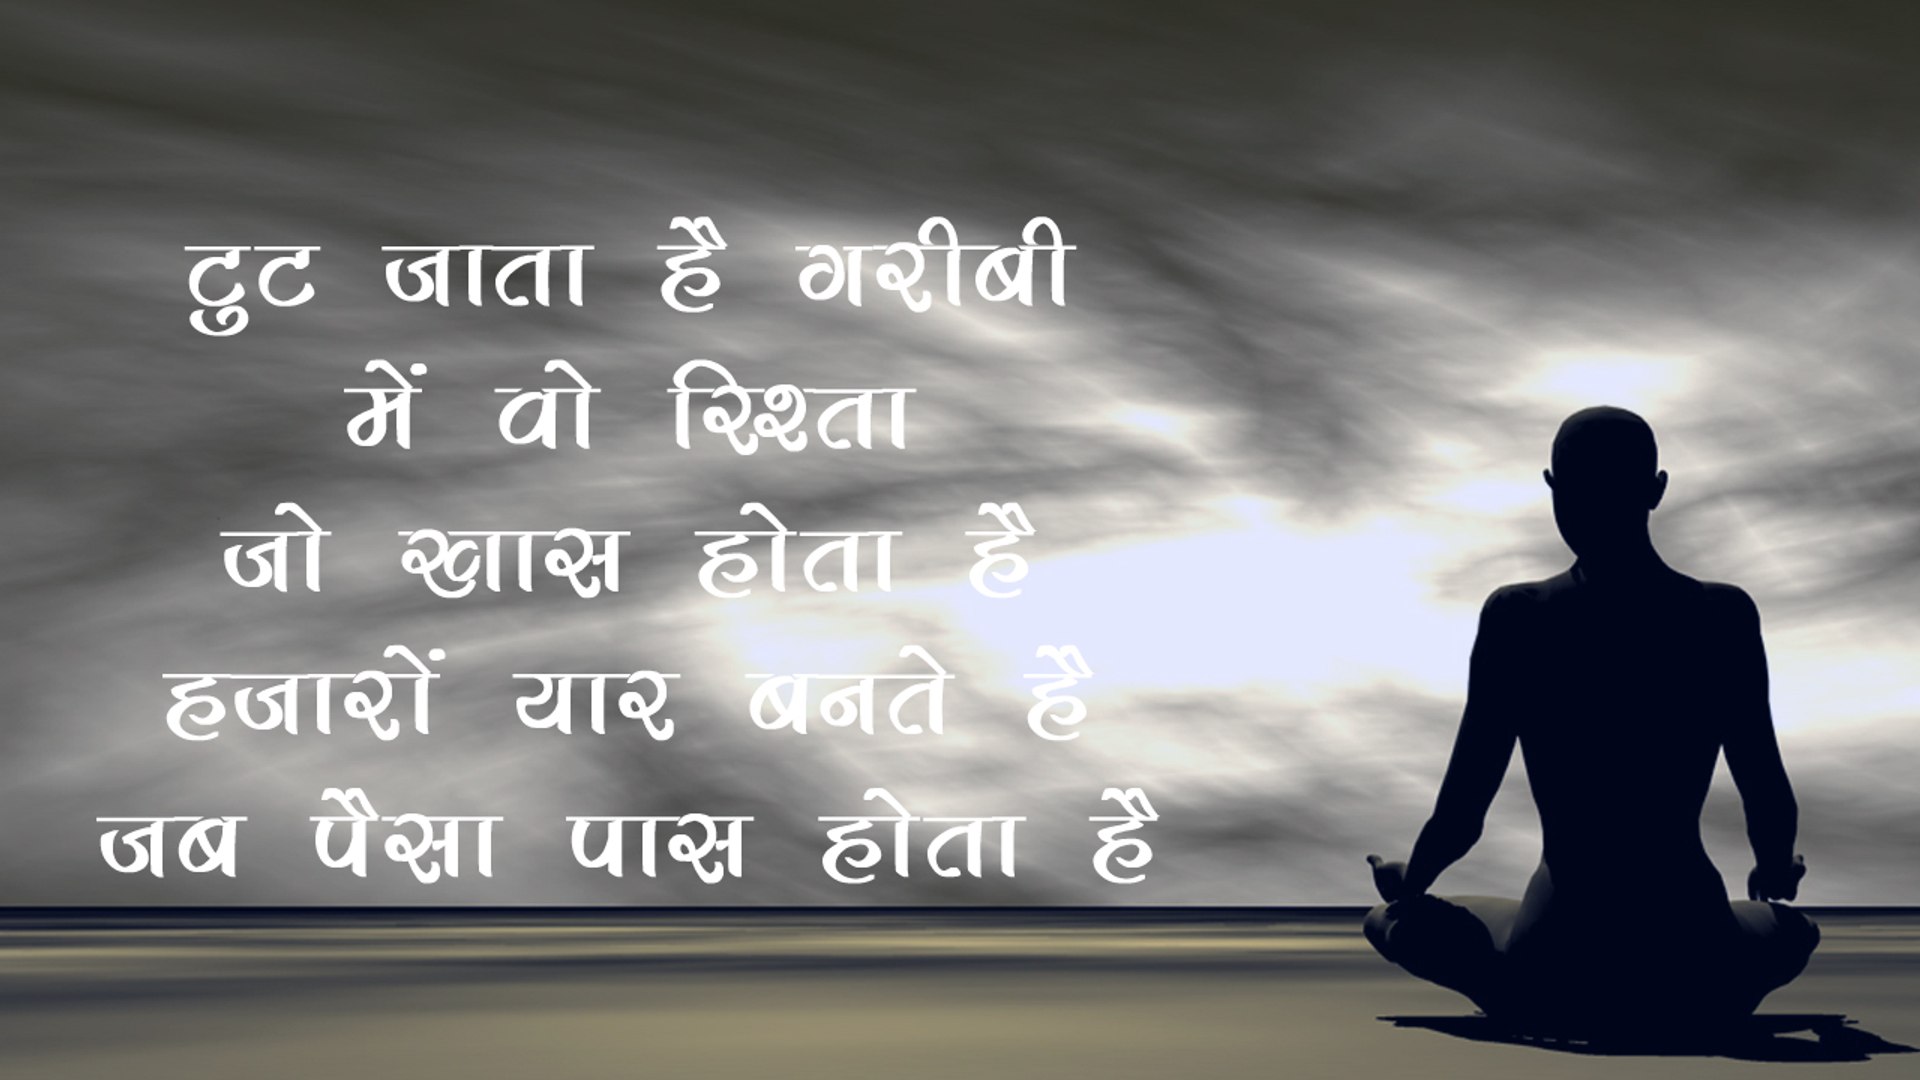 टुट जाता है गरीबी
में वो रिश्ता
जो खास होता है
हजारों यार बनते है
जब पैसा पास होता है